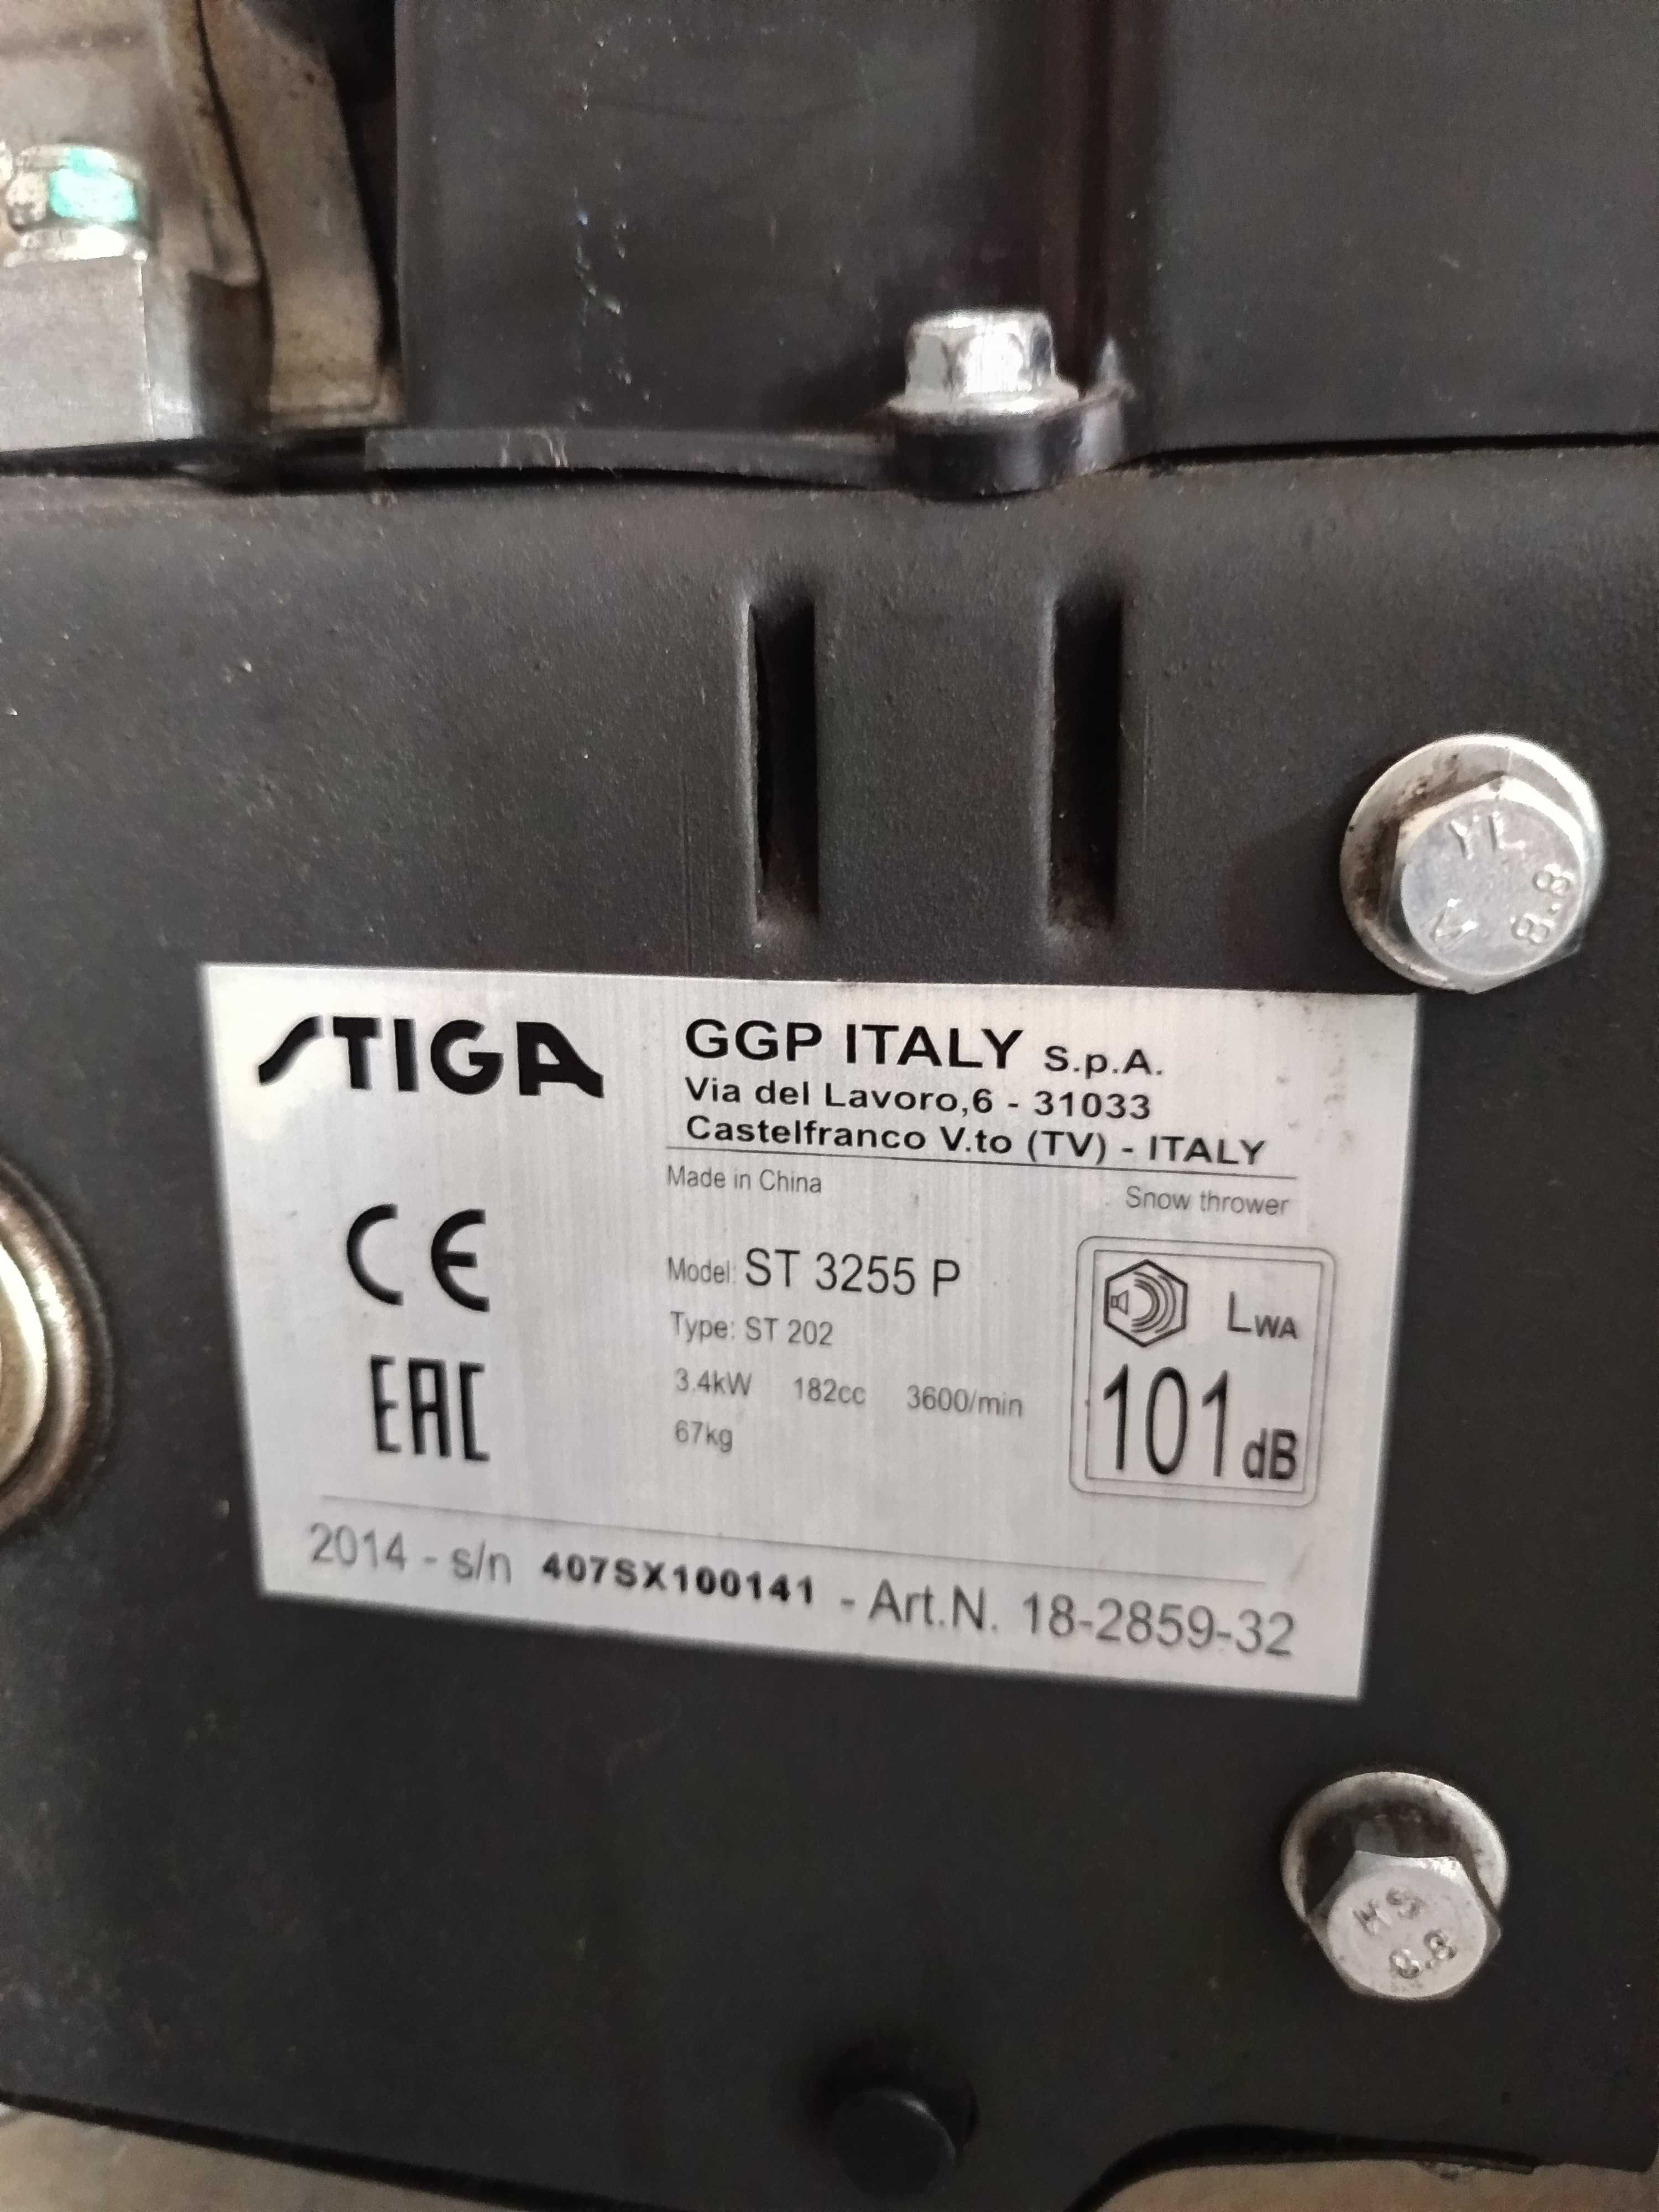 STIGA
GGP ITALY S.p.A.
Via del Lavoro,6 - 31033
Castelfranco V.to (TV) - ITALY
Made in China
Snow thrower
CE
Model: ST 3255 P
Type: ST 202
LWA
EAC
3.4kW 182cc 3600/min
101 dB
67kg
2014 - s/n 407SX100141 - Art.N. 18-2859-32
YL
8.8
8.8